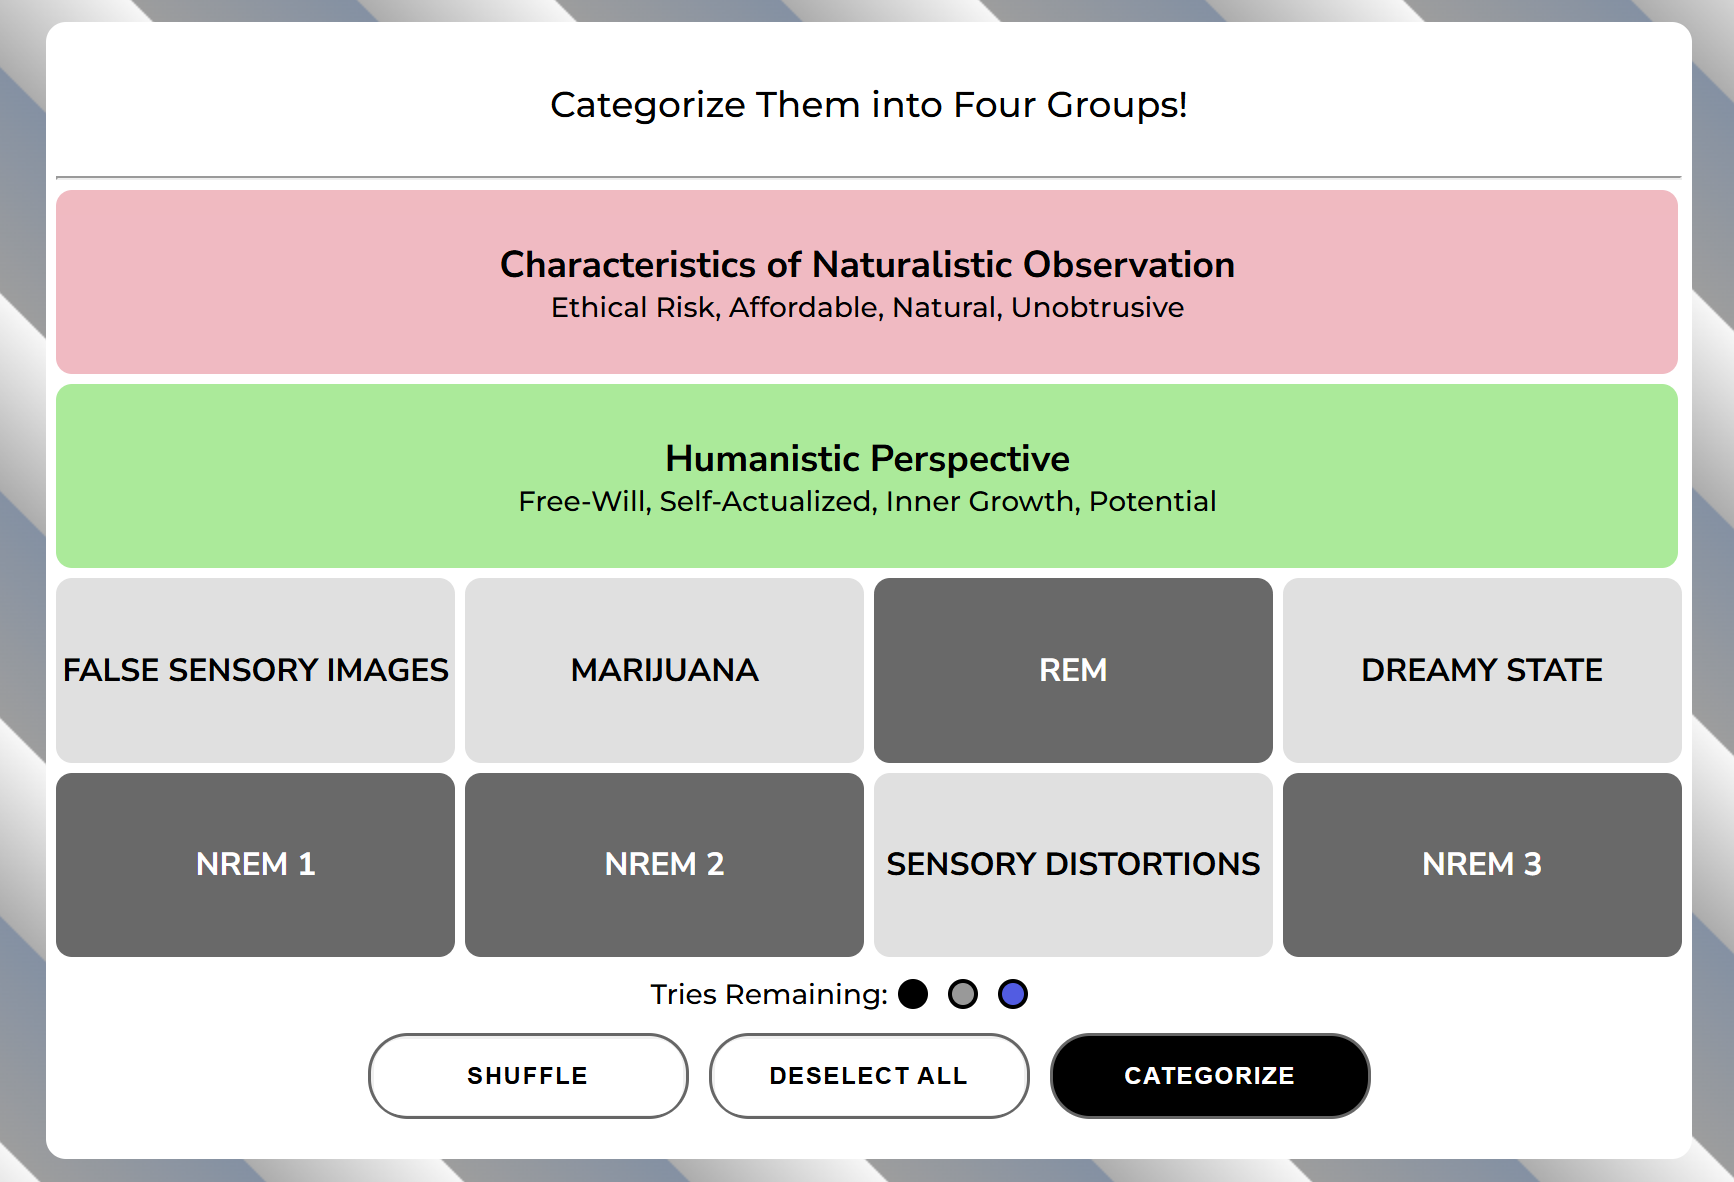 Categorize Them into Four Groups!
Characteristics of Naturalistic Observation
Ethical Risk, Affordable, Natural, Unobtrusive
Humanistic Perspective
Free-Will, Self-Actualized, Inner Growth, Potential
FALSE SENSORY IMAGES
MARIJUANA
REM
DREAMY STATE
NREM 1
NREM 2
SENSORY DISTORTIONS
NREM 3
Tries Remaining:
SHUFFLE
DESELECT ALL
CATEGORIZE